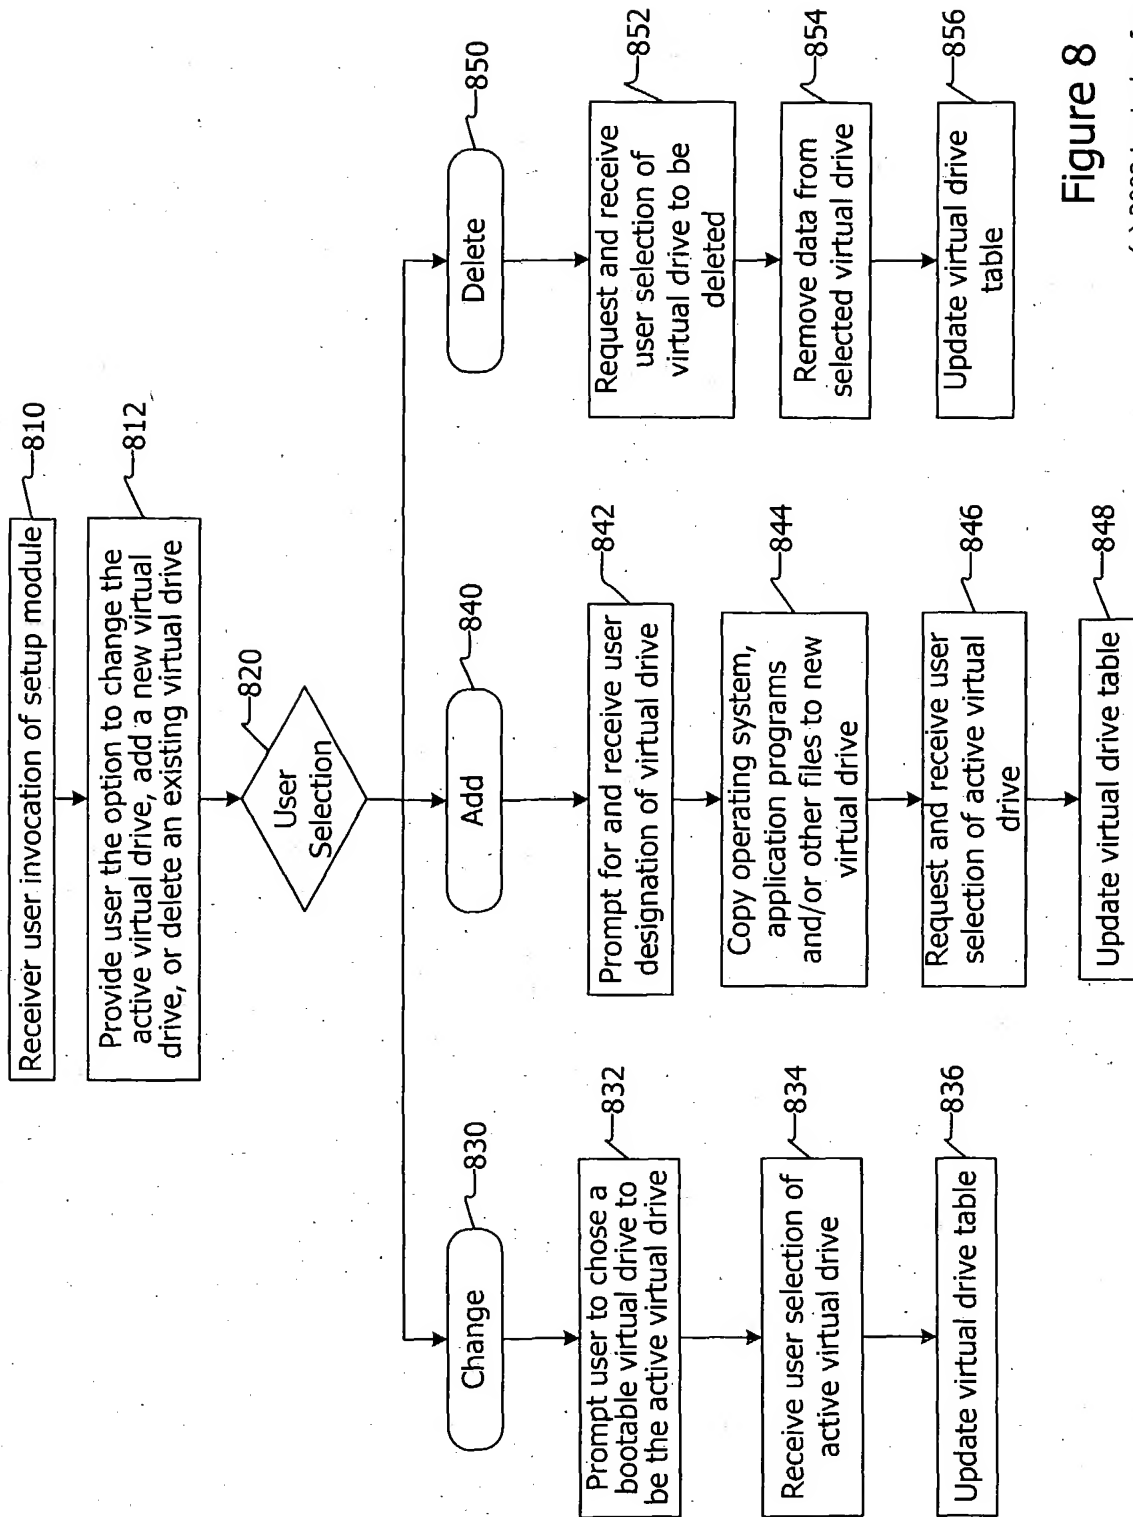 Receiver user invocation of setup module
810
Provide user the option to change the
active virtual drive, add a new virtual
drive, or delete an existing virtual drive
812
User
Selection
820
Change
830
Prompt user to chose a
bootable virtual drive to
be the active virtual drive
832
Receive user selection of
active virtual drive
834
Update virtual drive table
836
Add
840
Prompt for and receive user
designation of virtual drive
842
Copy operating system,
application programs
and/or other files to new
virtual drive
844
Request and receive user
selection of active virtual
drive
846
Update virtual drive table
848
Delete
850
Request and receive
user selection of
virtual drive to be
deleted
852
Remove data from
selected virtual drive
854
Update virtual drive
table
856
Figure 8